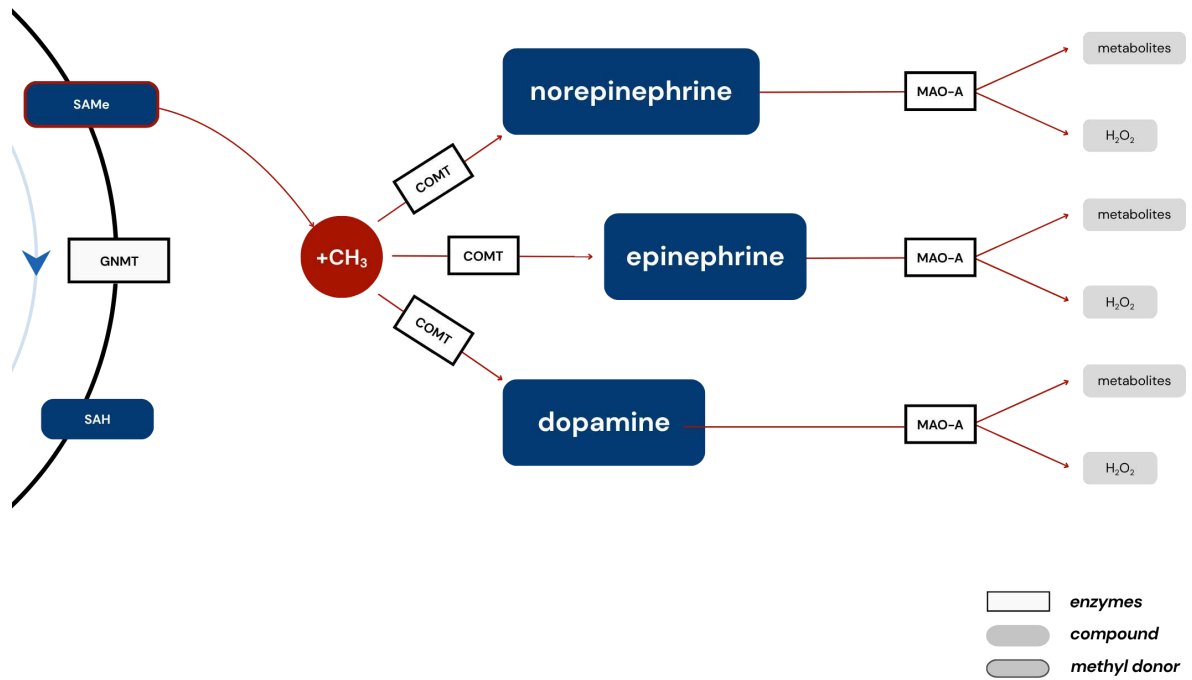 SAMe
GNMT
SAH
+CH₃
COMT
COMT
COMT
norepinephrine
epinephrine
dopamine
MAO-A
MAO-A
MAO-A
metabolites
H₂O₂
metabolites
H₂O₂
metabolites
H₂O₂
enzymes
compound
methyl donor